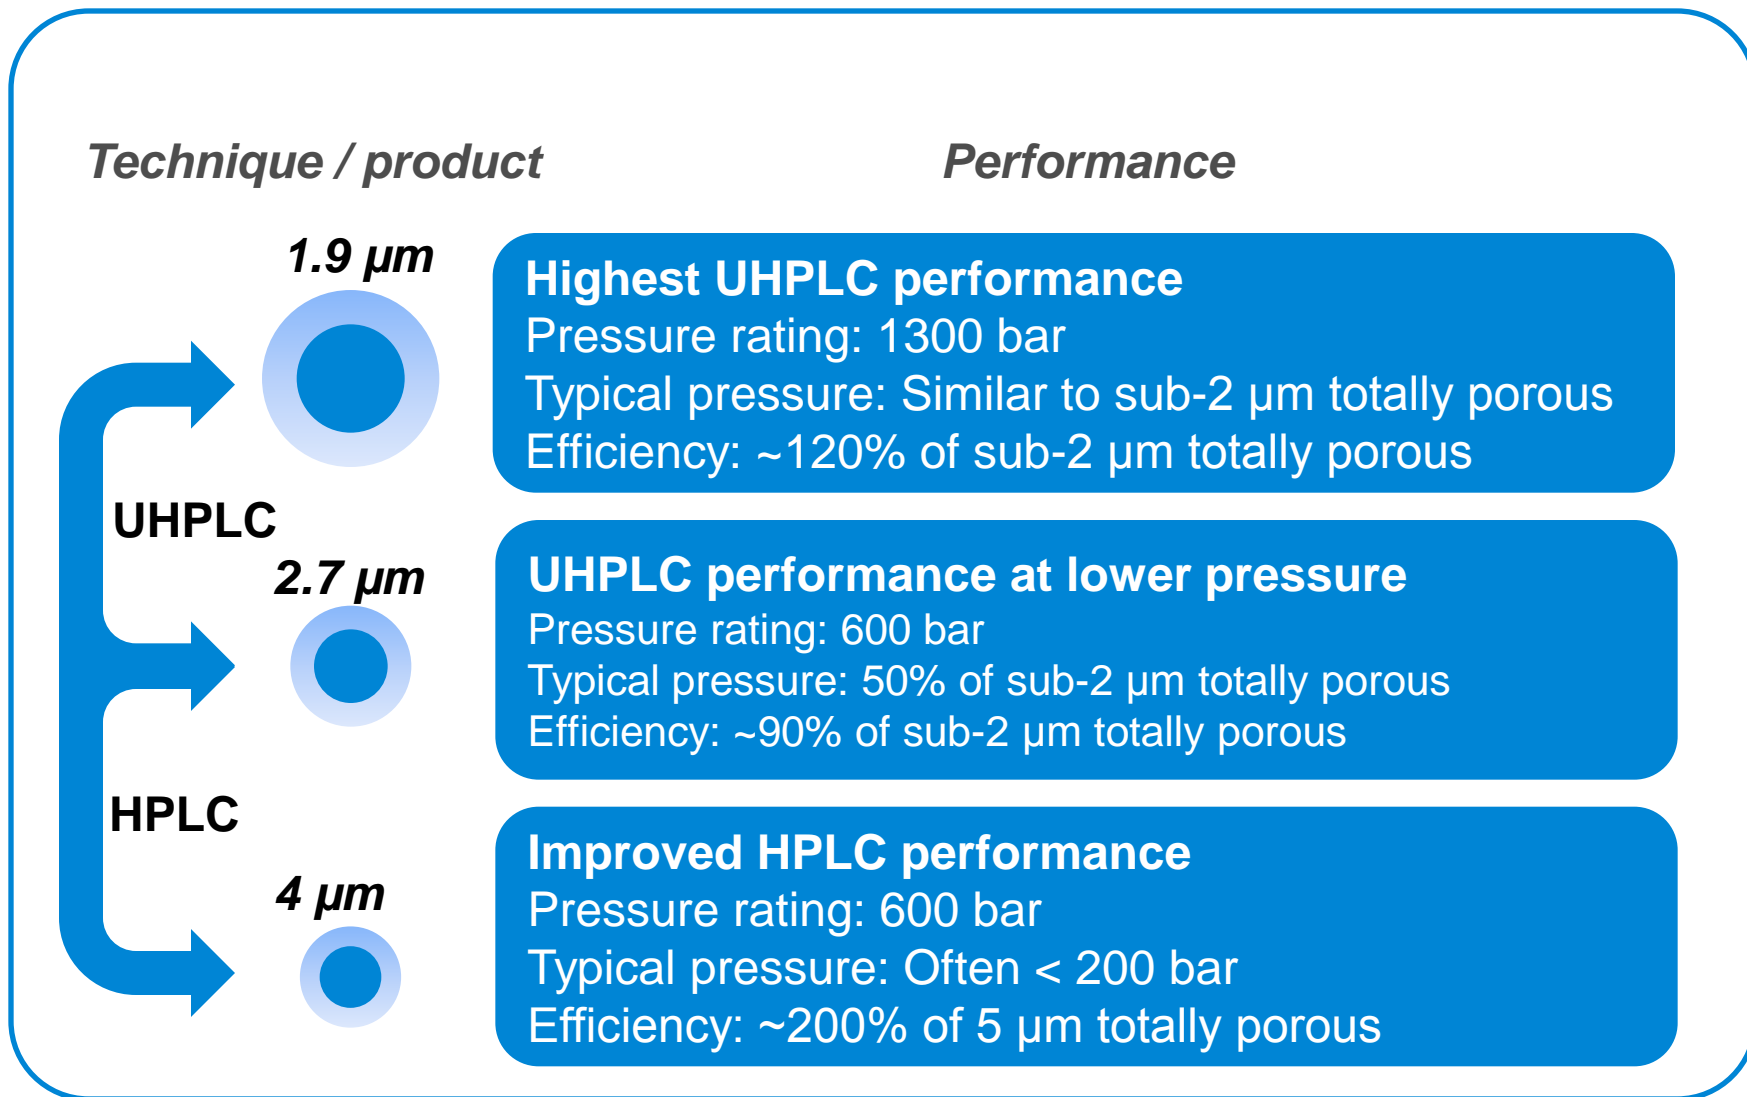 Technique / product
Performance
1.9 µm
Highest UHPLC performance
Pressure rating: 1300 bar
Typical pressure: Similar to sub-2 µm totally porous
Efficiency: ~120% of sub-2 µm totally porous
UHPLC
2.7 µm
UHPLC performance at lower pressure
Pressure rating: 600 bar
Typical pressure: 50% of sub-2 µm totally porous
Efficiency: ~90% of sub-2 µm totally porous
HPLC
4 µm
Improved HPLC performance
Pressure rating: 600 bar
Typical pressure: Often < 200 bar
Efficiency: ~200% of 5 µm totally porous